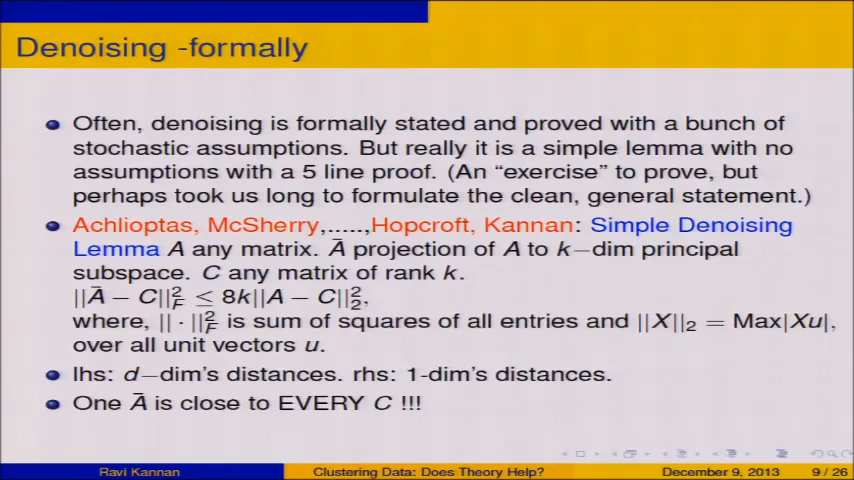 Denoising -formally
Often, denoising is formally stated and proved with a bunch of
stochastic assumptions. But really it is a simple lemma with no
assumptions with a 5 line proof. (An “exercise” to prove, but
perhaps took us long to formulate the clean, general statement.)
Achlioptas, McSherry,.....,Hopcroft, Kannan: Simple Denoising
Lemma A any matrix. Ā projection of A to k−dim principal
subspace. C any matrix of rank k.
||Ā − C||²_F ≤ 8k||A − C||²_2,
where, || · ||²_F is sum of squares of all entries and ||X||_2 = Max|Xu|,
over all unit vectors u.
lhs: d−dim's distances. rhs: 1-dim's distances.
One Ā is close to EVERY C !!!
Ravi Kannan
Clustering Data: Does Theory Help?
December 9, 2013
9 / 26